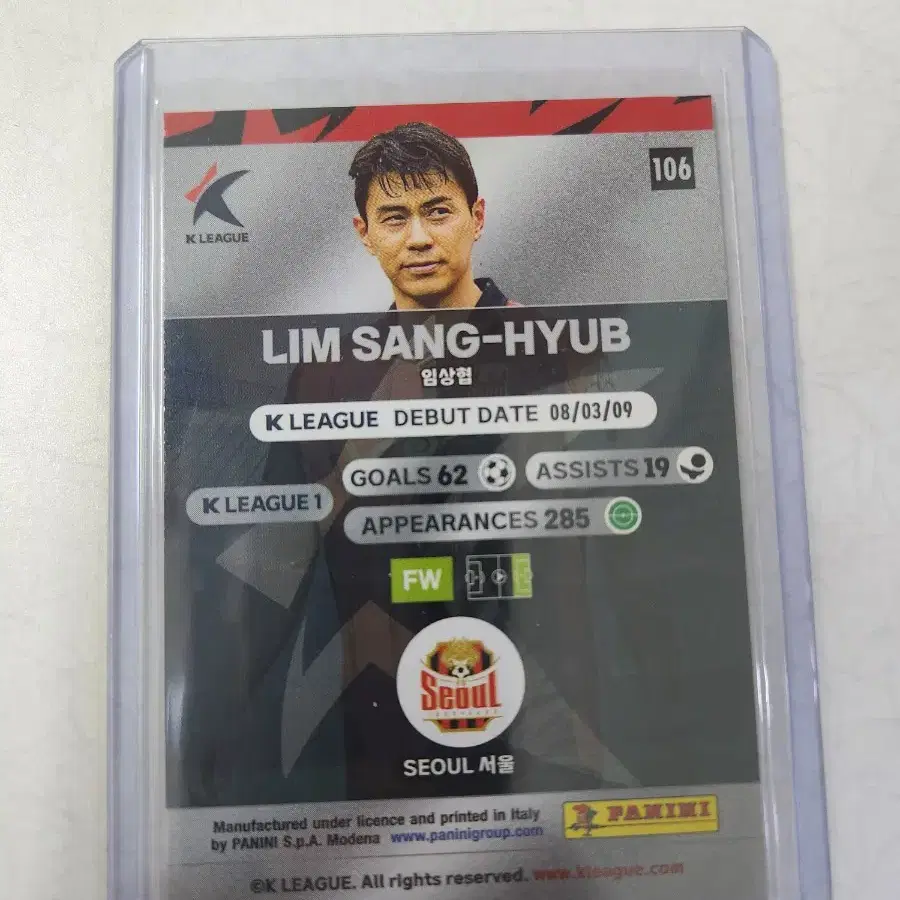 106
K LEAGUE
LIM SANG-HYUB
임상협
K LEAGUE DEBUT DATE 08/03/09
GOALS 62
ASSISTS 19
K LEAGUE 1
APPEARANCES 285
FW
SEOUL
SEOUL 서울
Manufactured under licence and printed in Italy
by PANINI S.p.A. Modena www.paninigroup.com
PANINI
©K LEAGUE. All rights reserved. www.kleague.com